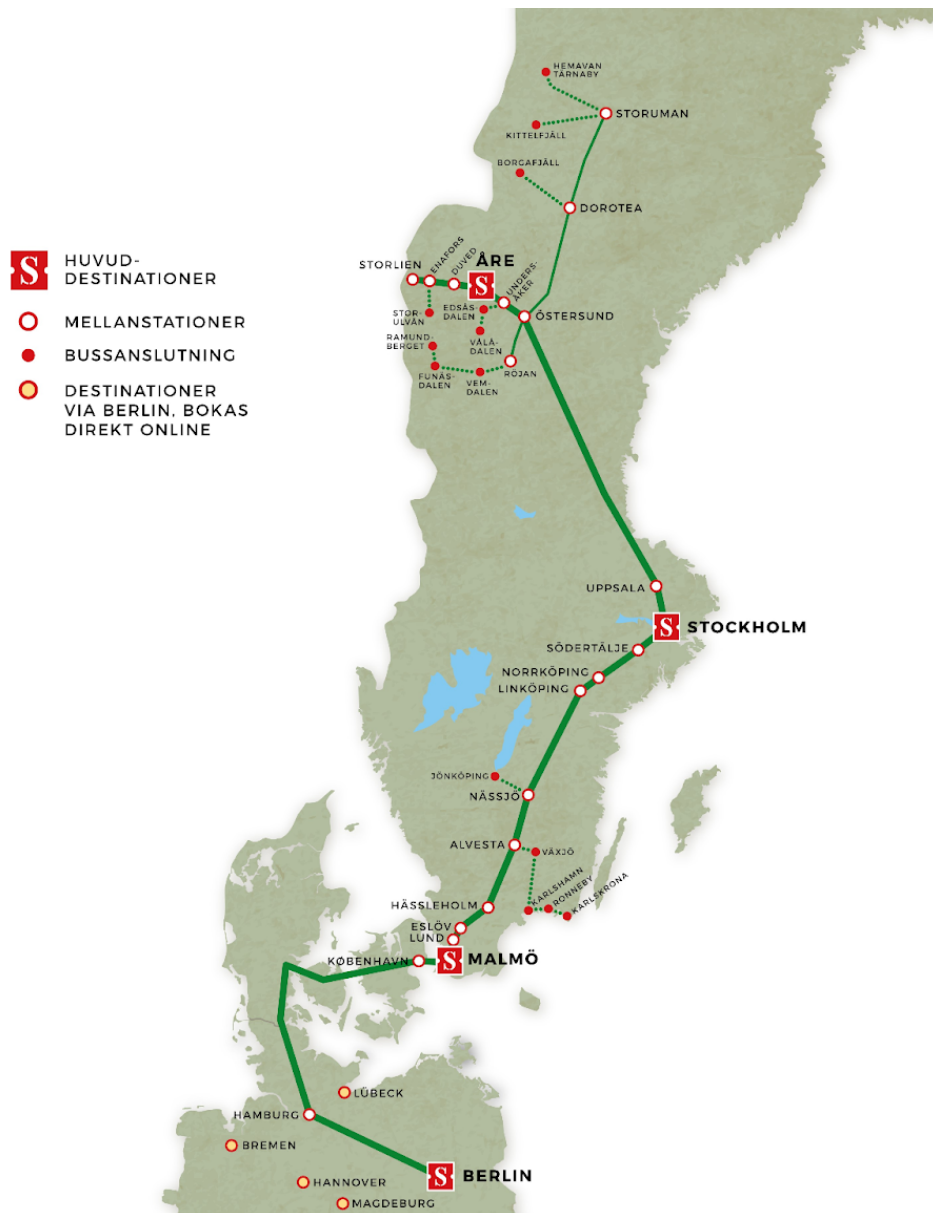 HEMAVAN
TÄRNABY
STORUMAN
KITTELFJÄLL
BORGAFJÄLL
DOROTEA
S
HUVUD-
DESTINATIONER
MELLANSTATIONER
BUSSANSLUTNING
DESTINATIONER
VIA BERLIN, BOKAS
DIREKT ONLINE
STORLIEN
ENAFORS
DUVED
ÅRE
S
UNDERS-
ÅKER
ÖSTERSUND
STOR-
ULVÅN
EDSÅS-
DALEN
RAMUND-
BERGET
VÅLÅ-
DALEN
RÖJAN
FUNÄS-
DALEN
VEM-
DALEN
UPPSALA
S
STOCKHOLM
SÖDERTÄLJE
NORRKÖPING
LINKÖPING
JÖNKÖPING
NÄSSJÖ
ALVESTA
VÄXJÖ
KARLSHAMN
RONNEBY
KARLSKRONA
HÄSSLEHOLM
ESLÖV
LUND
KØBENHAVN
S
MALMÖ
LÜBECK
HAMBURG
BREMEN
HANNOVER
S
BERLIN
MAGDEBURG